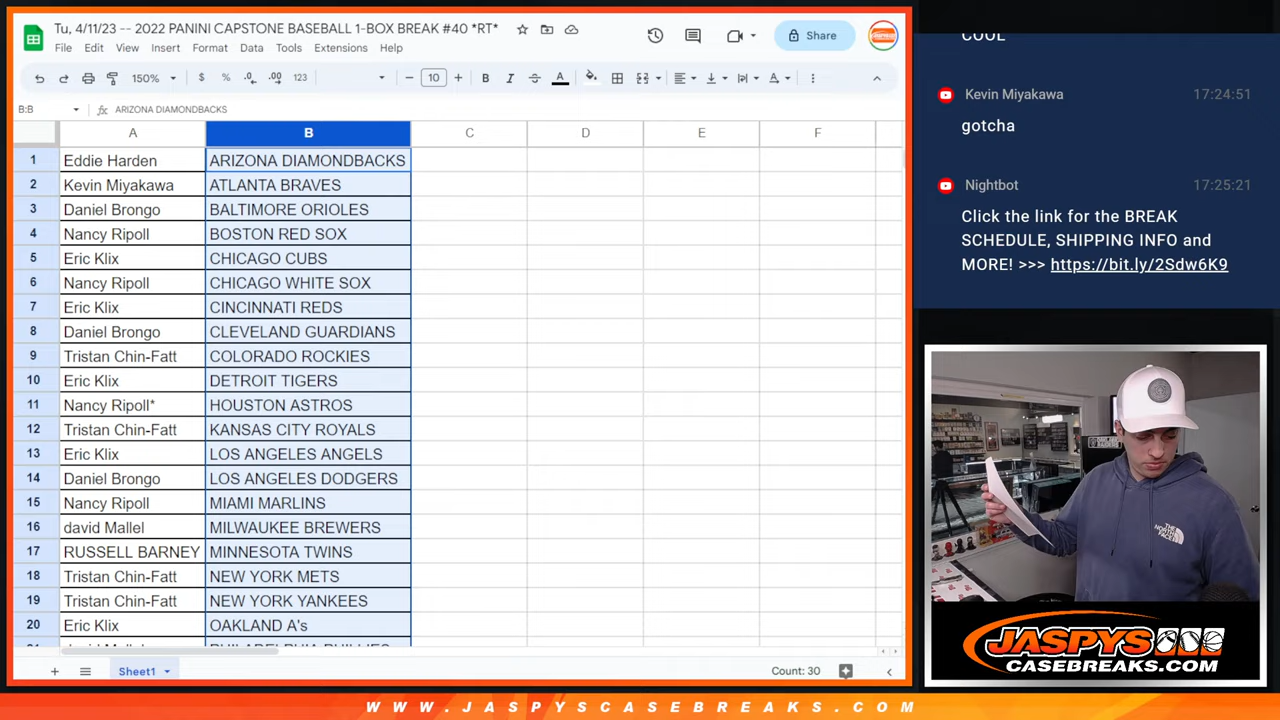 Tu, 4/11/23 -- 2022 PANINI CAPSTONE BASEBALL 1-BOX BREAK #40 *RT*
File Edit View Insert Format Data Tools Extensions Help
Share
150% $ % .0 .00 123 10 B I A
B:B fx ARIZONA DIAMONDBACKS
A B C D E F
1 Eddie Harden ARIZONA DIAMONDBACKS
2 Kevin Miyakawa ATLANTA BRAVES
3 Daniel Brongo BALTIMORE ORIOLES
4 Nancy Ripoll BOSTON RED SOX
5 Eric Klix CHICAGO CUBS
6 Nancy Ripoll CHICAGO WHITE SOX
7 Eric Klix CINCINNATI REDS
8 Daniel Brongo CLEVELAND GUARDIANS
9 Tristan Chin-Fatt COLORADO ROCKIES
10 Eric Klix DETROIT TIGERS
11 Nancy Ripoll* HOUSTON ASTROS
12 Tristan Chin-Fatt KANSAS CITY ROYALS
13 Eric Klix LOS ANGELES ANGELS
14 Daniel Brongo LOS ANGELES DODGERS
15 Nancy Ripoll MIAMI MARLINS
16 david Mallel MILWAUKEE BREWERS
17 RUSSELL BARNEY MINNESOTA TWINS
18 Tristan Chin-Fatt NEW YORK METS
19 Tristan Chin-Fatt NEW YORK YANKEES
20 Eric Klix OAKLAND A's
21 david Mallel PHILADELPHIA PHILLIES
Sheet1 Count: 30
COOL
Kevin Miyakawa 17:24:51
gotcha
Nightbot 17:25:21
Click the link for the BREAK
SCHEDULE, SHIPPING INFO and
MORE! >>> https://bit.ly/2Sdw6K9
THE NORTH FACE
JASPYS
CASEBREAKS.COM
WWW.JASPYSCASEBREAKS.COM